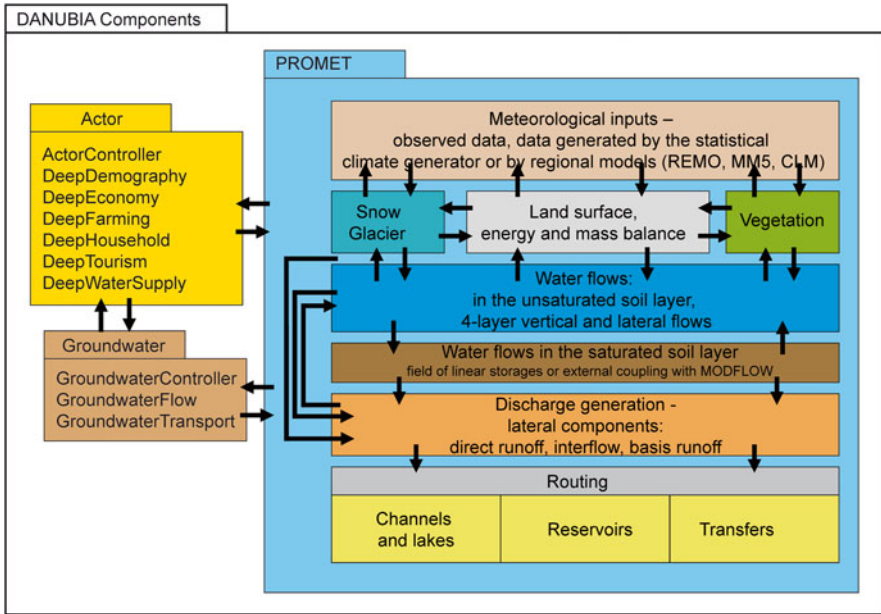 DANUBIA Components
PROMET
Actor
ActorController
DeepDemography
DeepEconomy
DeepFarming
DeepHousehold
DeepTourism
DeepWaterSupply
Groundwater
GroundwaterController
GroundwaterFlow
GroundwaterTransport
Meteorological inputs –
observed data, data generated by the statistical
climate generator or by regional models (REMO, MM5, CLM)
Snow
Glacier
Land surface,
energy and mass balance
Vegetation
Water flows:
in the unsaturated soil layer,
4-layer vertical and lateral flows
Water flows in the saturated soil layer
field of linear storages or external coupling with MODFLOW
Discharge generation -
lateral components:
direct runoff, interflow, basis runoff
Routing
Channels
and lakes
Reservoirs
Transfers